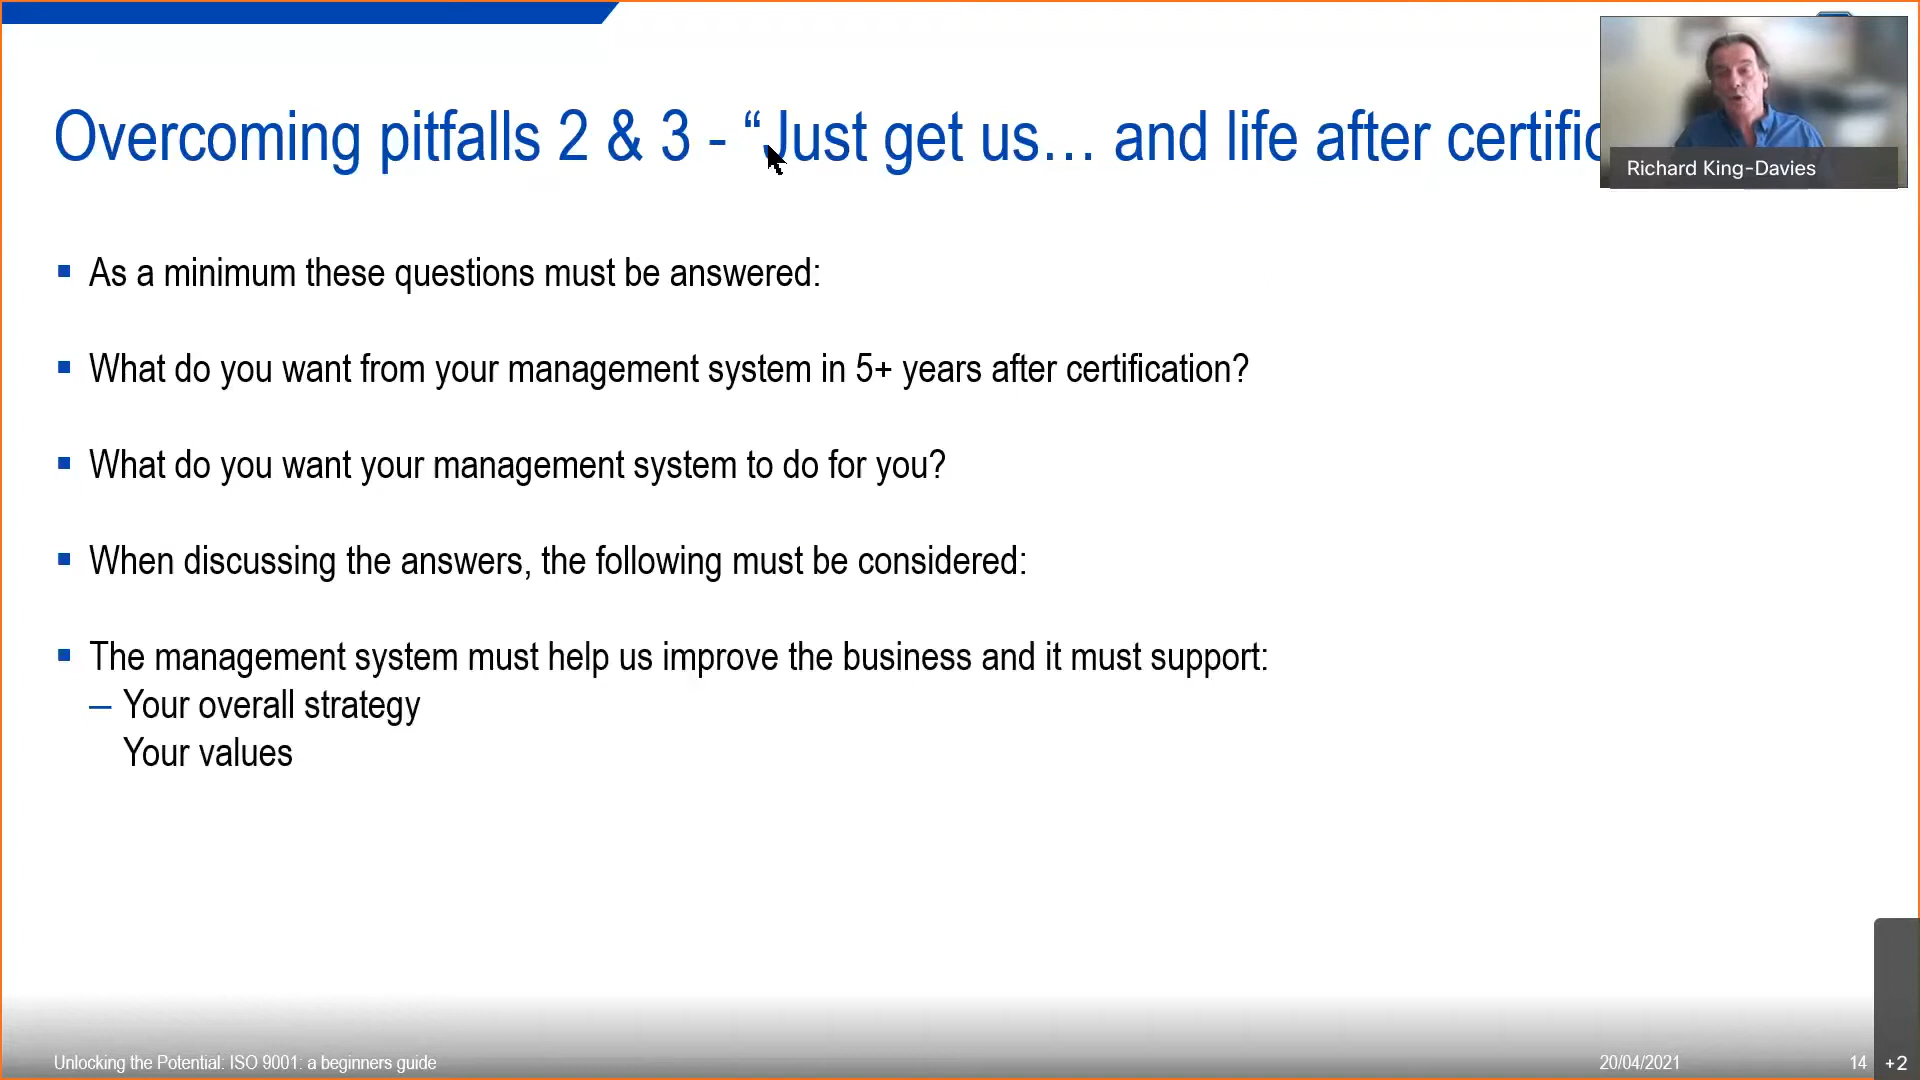 Overcoming pitfalls 2 & 3 - “Just get us… and life after
Richard King-Davies
As a minimum these questions must be answered:
What do you want from your management system in 5+ years after certification?
What do you want your management system to do for you?
When discussing the answers, the following must be considered:
The management system must help us improve the business and it must support:
– Your overall strategy
Your values
Unlocking the Potential: ISO 9001: a beginners guide
20/04/2021
14
+2